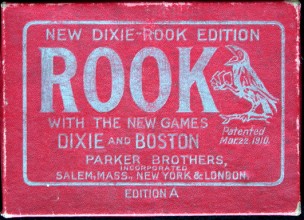 NEW DIXIE-ROOK EDITION
ROOK
WITH THE NEW GAMES
DIXIE AND BOSTON
Patented
Mar.22.1910.
PARKER BROTHERS,
INCORPORATED
SALEM, MASS., NEW YORK & LONDON,
EDITION A